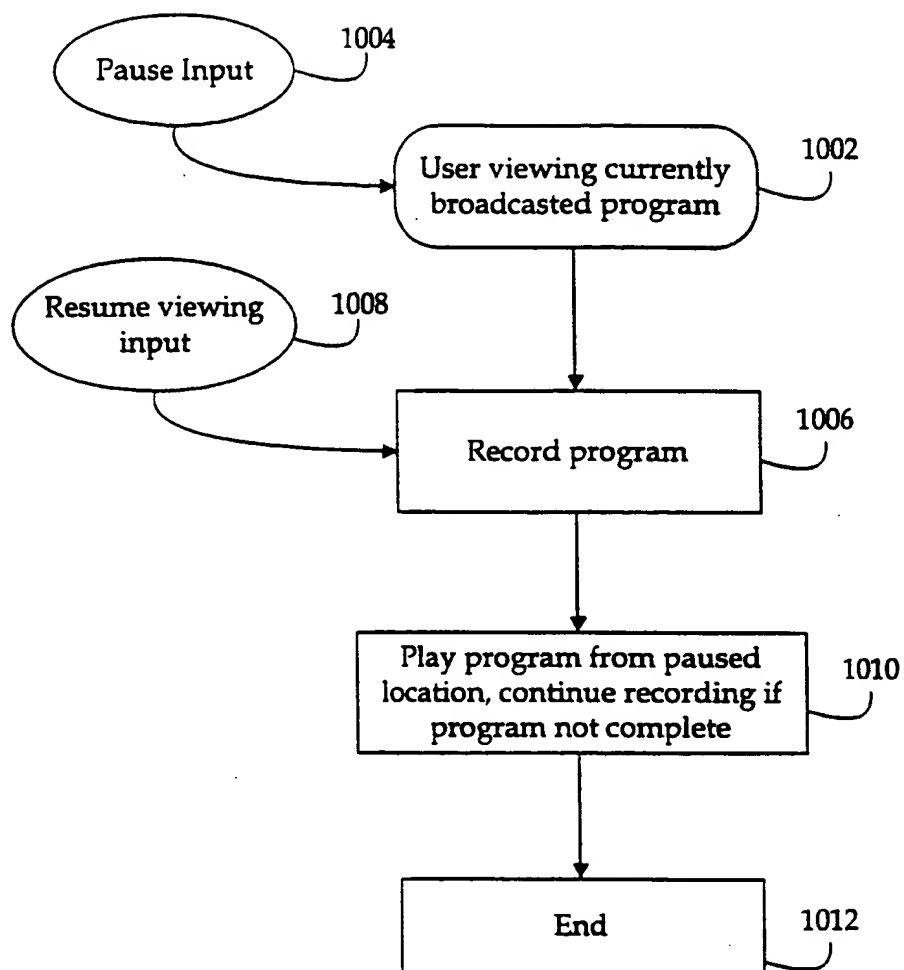 1004
Pause Input
1002
User viewing currently
broadcasted program
1008
Resume viewing
input
1006
Record program
1010
Play program from paused
location, continue recording if
program not complete
End
1012